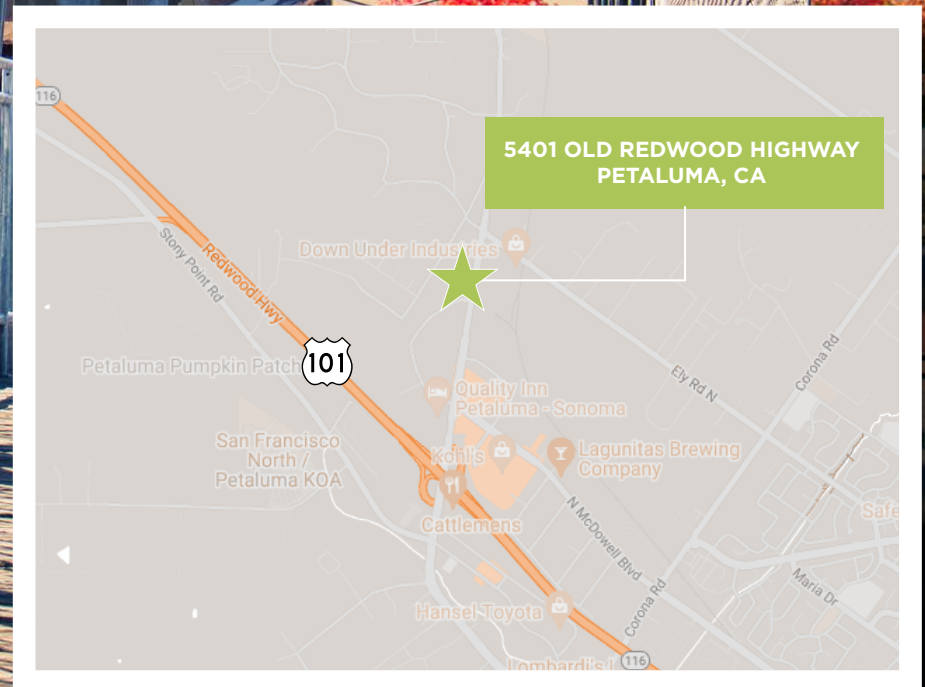 116
5401 OLD REDWOOD HIGHWAY
PETALUMA, CA
Down Under Industries
Stony Point Rd
Redwood Hwy
101
Petaluma Pumpkin Patch
Corona Rd
Ely Rd N
Quality Inn
Petaluma - Sonoma
San Francisco
North /
Petaluma KOA
Kohl's
Lagunitas Brewing
Company
Cattlemens
N McDowell Blvd
Safe
Maria Dr
Corona Rd
Hansel Toyota
Lombardi's
116